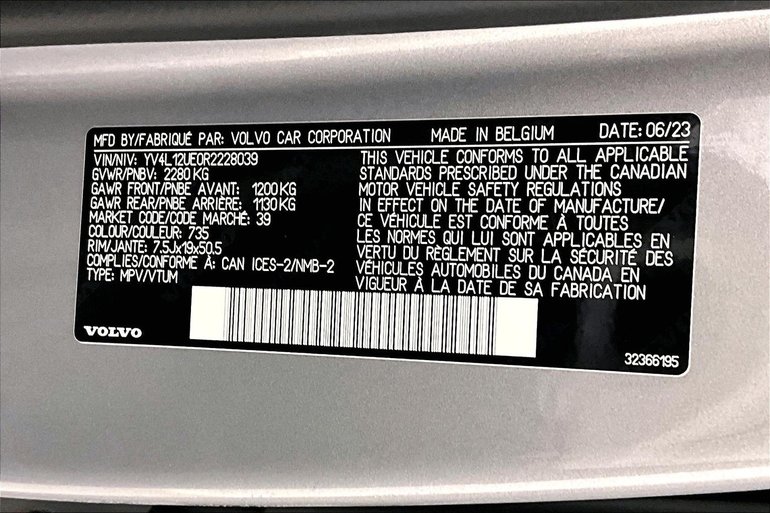 MFD BY/FABRIQUÉ PAR: VOLVO CAR CORPORATION MADE IN BELGIUM DATE: 06/23
VIN/NIV: YV4L12UE0R2228039
GVWR/PNBV: 2280 KG
GAWR FRONT/PNBE AVANT: 1200 KG
GAWR REAR/PNBE ARRIÈRE: 1130 KG
MARKET CODE/CODE MARCHÉ: 39
COLOUR/COULEUR: 735
RIM/JANTE: 7.5Jx19x50.5
COMPLIES/CONFORME À: CAN ICES-2/NMB-2
TYPE: MPV/VTUM
THIS VEHICLE CONFORMS TO ALL APPLICABLE
STANDARDS PRESCRIBED UNDER THE CANADIAN
MOTOR VEHICLE SAFETY REGULATIONS
IN EFFECT ON THE DATE OF MANUFACTURE/
CE VÉHICULE EST CONFORME À TOUTES
LES NORMES QUI LUI SONT APPLICABLES EN
VERTU DU RÈGLEMENT SUR LA SÉCURITÉ DES
VÉHICULES AUTOMOBILES DU CANADA EN
VIGUEUR À LA DATE DE SA FABRICATION
VOLVO
32366195